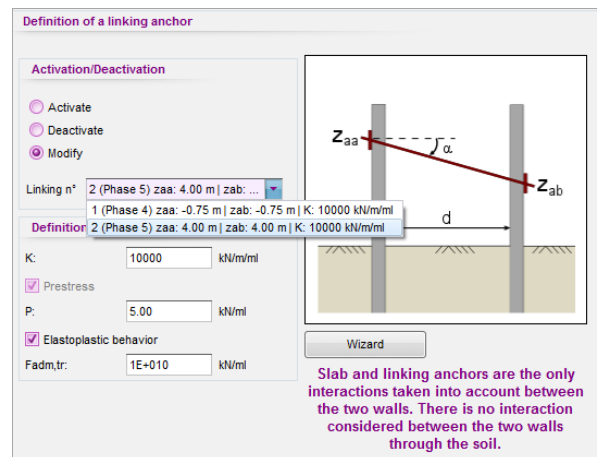 Definition of a linking anchor
Activation/Deactivation
Activate
Deactivate
Modify
Linking n° 2 (Phase 5) zaa: 4.00 m | zab: ...
1 (Phase 4) zaa: -0.75 m | zab: -0.75 m | K: 10000 kN/m/ml
2 (Phase 5) zaa: 4.00 m | zab: 4.00 m | K: 10000 kN/m/ml
Definition
K: 10000 kN/m/ml
Prestress
P: 5.00 kN/ml
Elastoplastic behavior
Fadm,tr: 1E+010 kN/ml
Zaa
α
Zab
d
Wizard
Slab and linking anchors are the only
interactions taken into account between
the two walls. There is no interaction
considered between the two walls
through the soil.